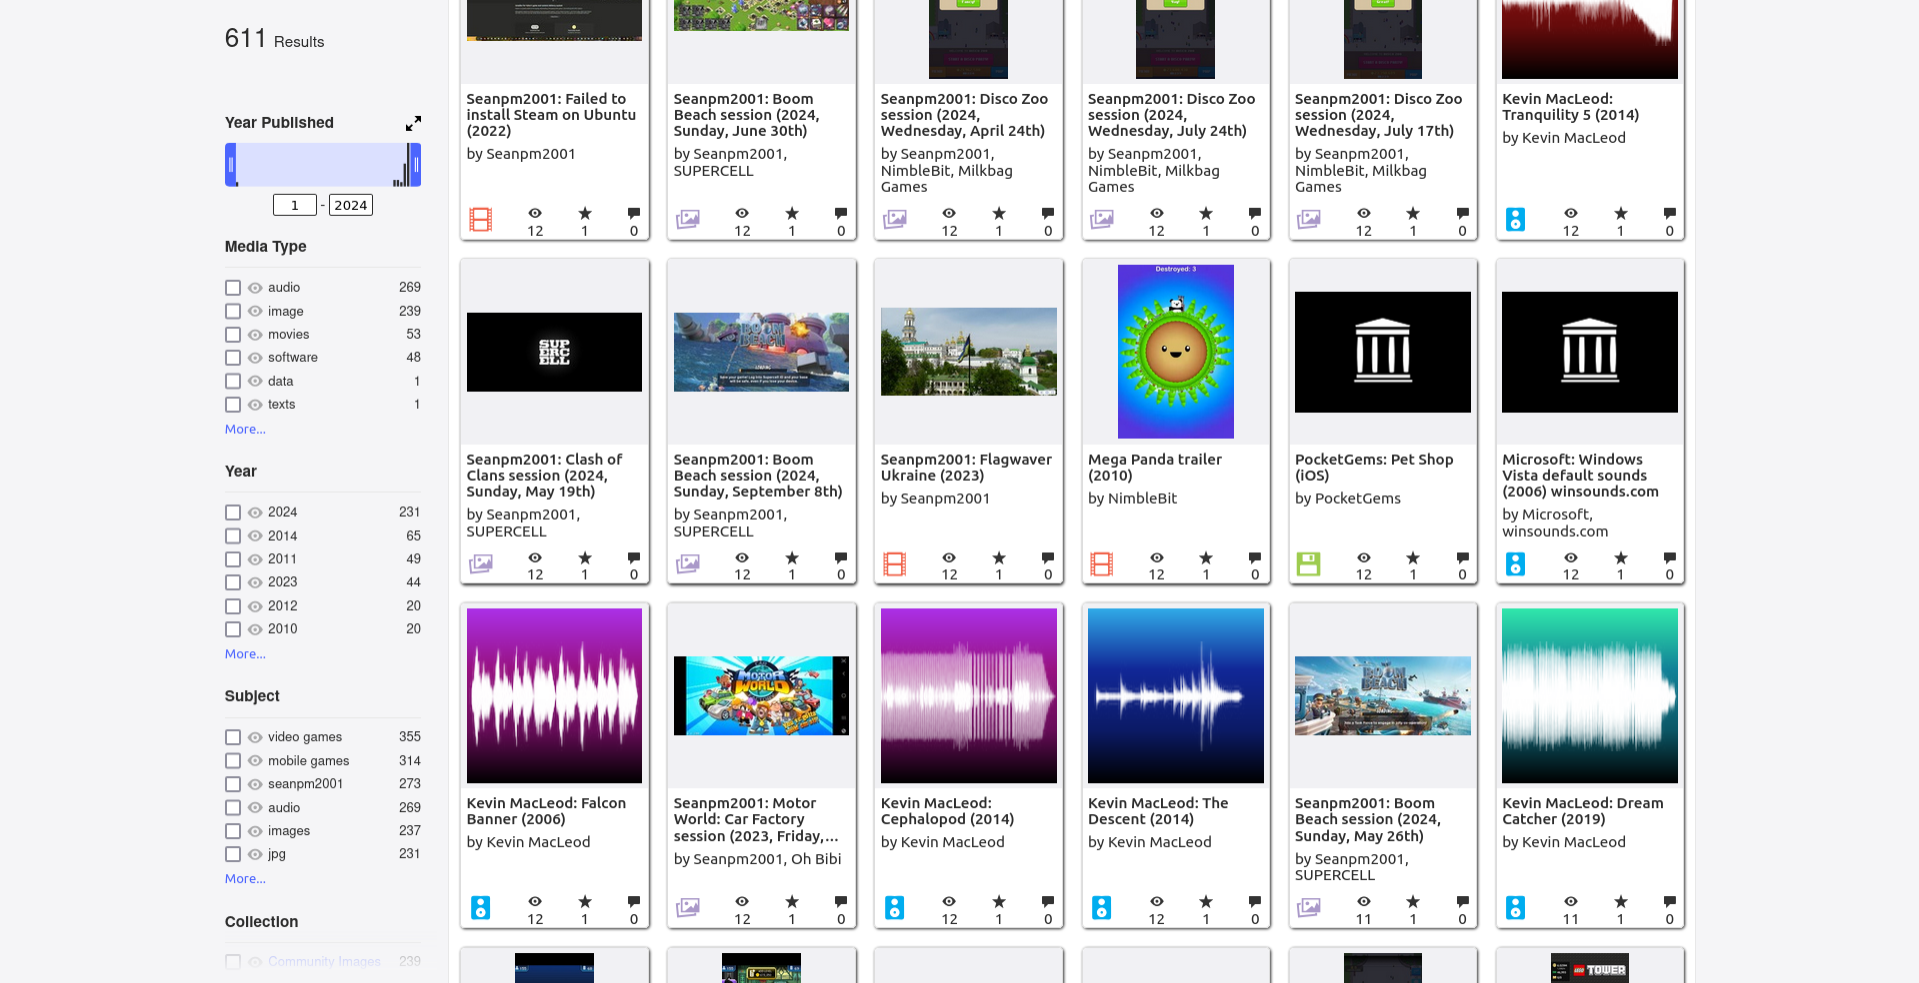 611 Results
Year Published
1 - 2024
Media Type
audio 269
image 239
movies 53
software 48
data 1
texts 1
More...
Year
2024 231
2014 65
2011 49
2023 44
2012 20
2010 20
More...
Subject
video games 355
mobile games 314
seanpm2001 273
audio 269
images 237
jpg 231
More...
Collection
Community Images 239
Seanpm2001: Failed to
install Steam on Ubuntu
(2022)
by Seanpm2001
12 1 0
Seanpm2001: Boom
Beach session (2024,
Sunday, June 30th)
by Seanpm2001,
SUPERCELL
12 1 0
Seanpm2001: Disco Zoo
session (2024,
Wednesday, April 24th)
by Seanpm2001,
NimbleBit, Milkbag
Games
12 1 0
Seanpm2001: Disco Zoo
session (2024,
Wednesday, July 24th)
by Seanpm2001,
NimbleBit, Milkbag
Games
12 1 0
Seanpm2001: Disco Zoo
session (2024,
Wednesday, July 17th)
by Seanpm2001,
NimbleBit, Milkbag
Games
12 1 0
Kevin MacLeod:
Tranquility 5 (2014)
by Kevin MacLeod
12 1 0
SUP
ERC
ELL
Seanpm2001: Clash of
Clans session (2024,
Sunday, May 19th)
by Seanpm2001,
SUPERCELL
12 1 0
BOOM
BEACH
Seanpm2001: Boom
Beach session (2024,
Sunday, September 8th)
by Seanpm2001,
SUPERCELL
12 1 0
Seanpm2001: Flagwaver
Ukraine (2023)
by Seanpm2001
12 1 0
Destroyed: 3
Mega Panda trailer
(2010)
by NimbleBit
12 1 0
PocketGems: Pet Shop
(iOS)
by PocketGems
12 1 0
Microsoft: Windows
Vista default sounds
(2006) winsounds.com
by Microsoft,
winsounds.com
12 1 0
Kevin MacLeod: Falcon
Banner (2006)
by Kevin MacLeod
12 1 0
MOTOR
WORLD
Seanpm2001: Motor
World: Car Factory
session (2023, Friday,...
by Seanpm2001, Oh Bibi
12 1 0
Kevin MacLeod:
Cephalopod (2014)
by Kevin MacLeod
12 1 0
Kevin MacLeod: The
Descent (2014)
by Kevin MacLeod
12 1 0
BOOM
BEACH
Seanpm2001: Boom
Beach session (2024,
Sunday, May 26th)
by Seanpm2001,
SUPERCELL
11 1 0
Kevin MacLeod: Dream
Catcher (2019)
by Kevin MacLeod
11 1 0
LEGO TOWER